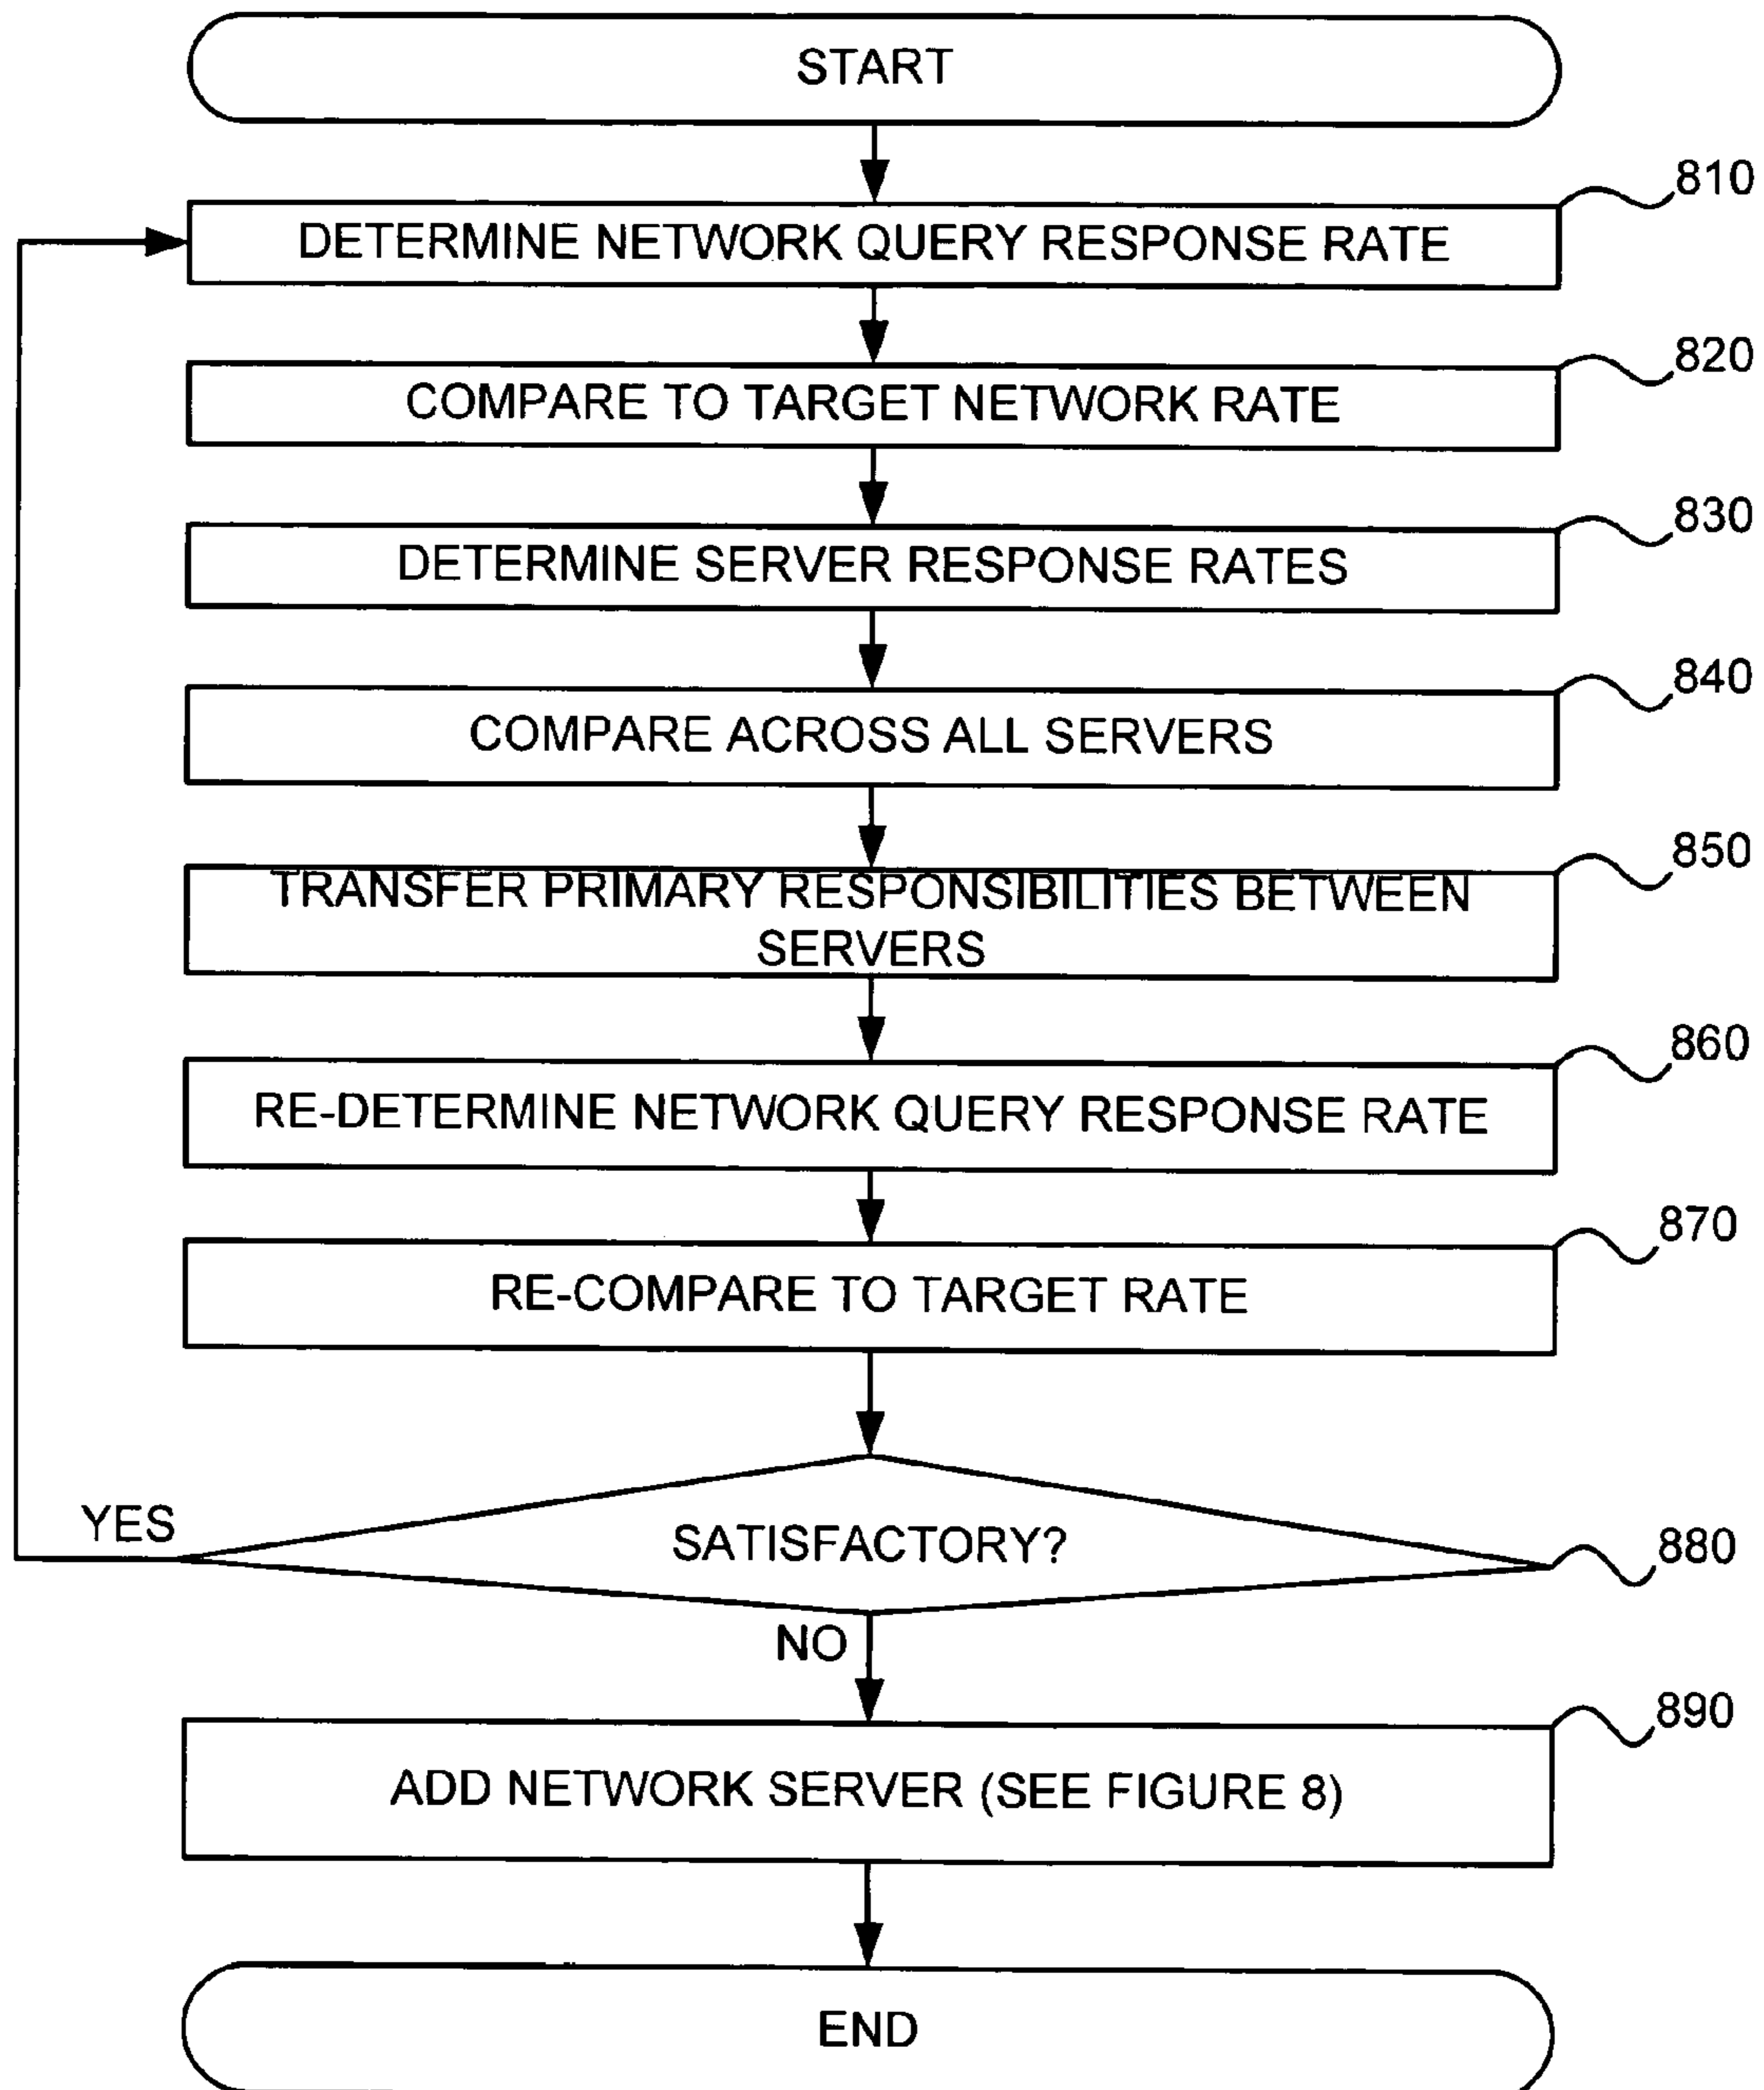 START
810
DETERMINE NETWORK QUERY RESPONSE RATE
820
COMPARE TO TARGET NETWORK RATE
830
DETERMINE SERVER RESPONSE RATES
840
COMPARE ACROSS ALL SERVERS
850
TRANSFER PRIMARY RESPONSIBILITIES BETWEEN
SERVERS
860
RE-DETERMINE NETWORK QUERY RESPONSE RATE
870
RE-COMPARE TO TARGET RATE
YES
SATISFACTORY?
880
NO
890
ADD NETWORK SERVER (SEE FIGURE 8)
END